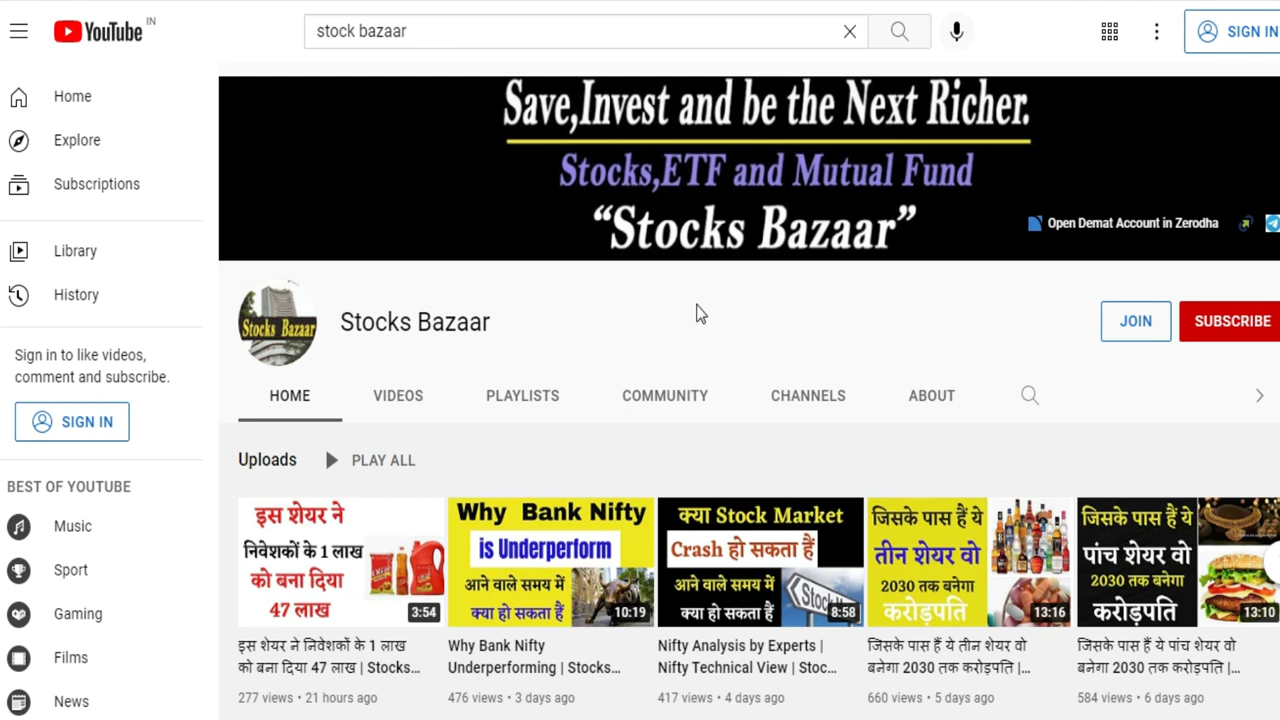 YouTube IN
stock bazaar
SIGN IN
Home
Explore
Subscriptions
Library
History
Sign in to like videos,
comment and subscribe.
SIGN IN
BEST OF YOUTUBE
Music
Sport
Gaming
Films
News
Save,Invest and be the Next Richer.
Stocks,ETF and Mutual Fund
“Stocks Bazaar”
Open Demat Account in Zerodha
Stocks Bazaar
Stocks Bazaar
JOIN
SUBSCRIBE
HOME
VIDEOS
PLAYLISTS
COMMUNITY
CHANNELS
ABOUT
Uploads
PLAY ALL
इस शेयर ने
निवेशकों के 1 लाख
को बना दिया
47 लाख
3:54
इस शेयर ने निवेशकों के 1 लाख
को बना दिया 47 लाख | Stocks...
277 views • 21 hours ago
Why Bank Nifty
is Underperform
आने वाले समय में
क्या हो सकता हैं
10:19
Why Bank Nifty
Underperforming | Stocks...
476 views • 3 days ago
क्या Stock Market
Crash हो सकता हैं
आने वाले समय में
क्या हो सकता हैं
Stock
8:58
Nifty Analysis by Experts |
Nifty Technical View | Stoc...
417 views • 4 days ago
जिसके पास हैं ये
तीन शेयर वो
2030 तक बनेगा
करोड़पति
13:16
जिसके पास हैं ये तीन शेयर वो
बनेगा 2030 तक करोड़पति |...
660 views • 5 days ago
जिसके पास हैं ये
पांच शेयर वो
2030 तक बनेगा
करोड़पति
13:10
जिसके पास हैं ये पांच शेयर वो
बनेगा 2030 तक करोड़पति |...
584 views • 6 days ago